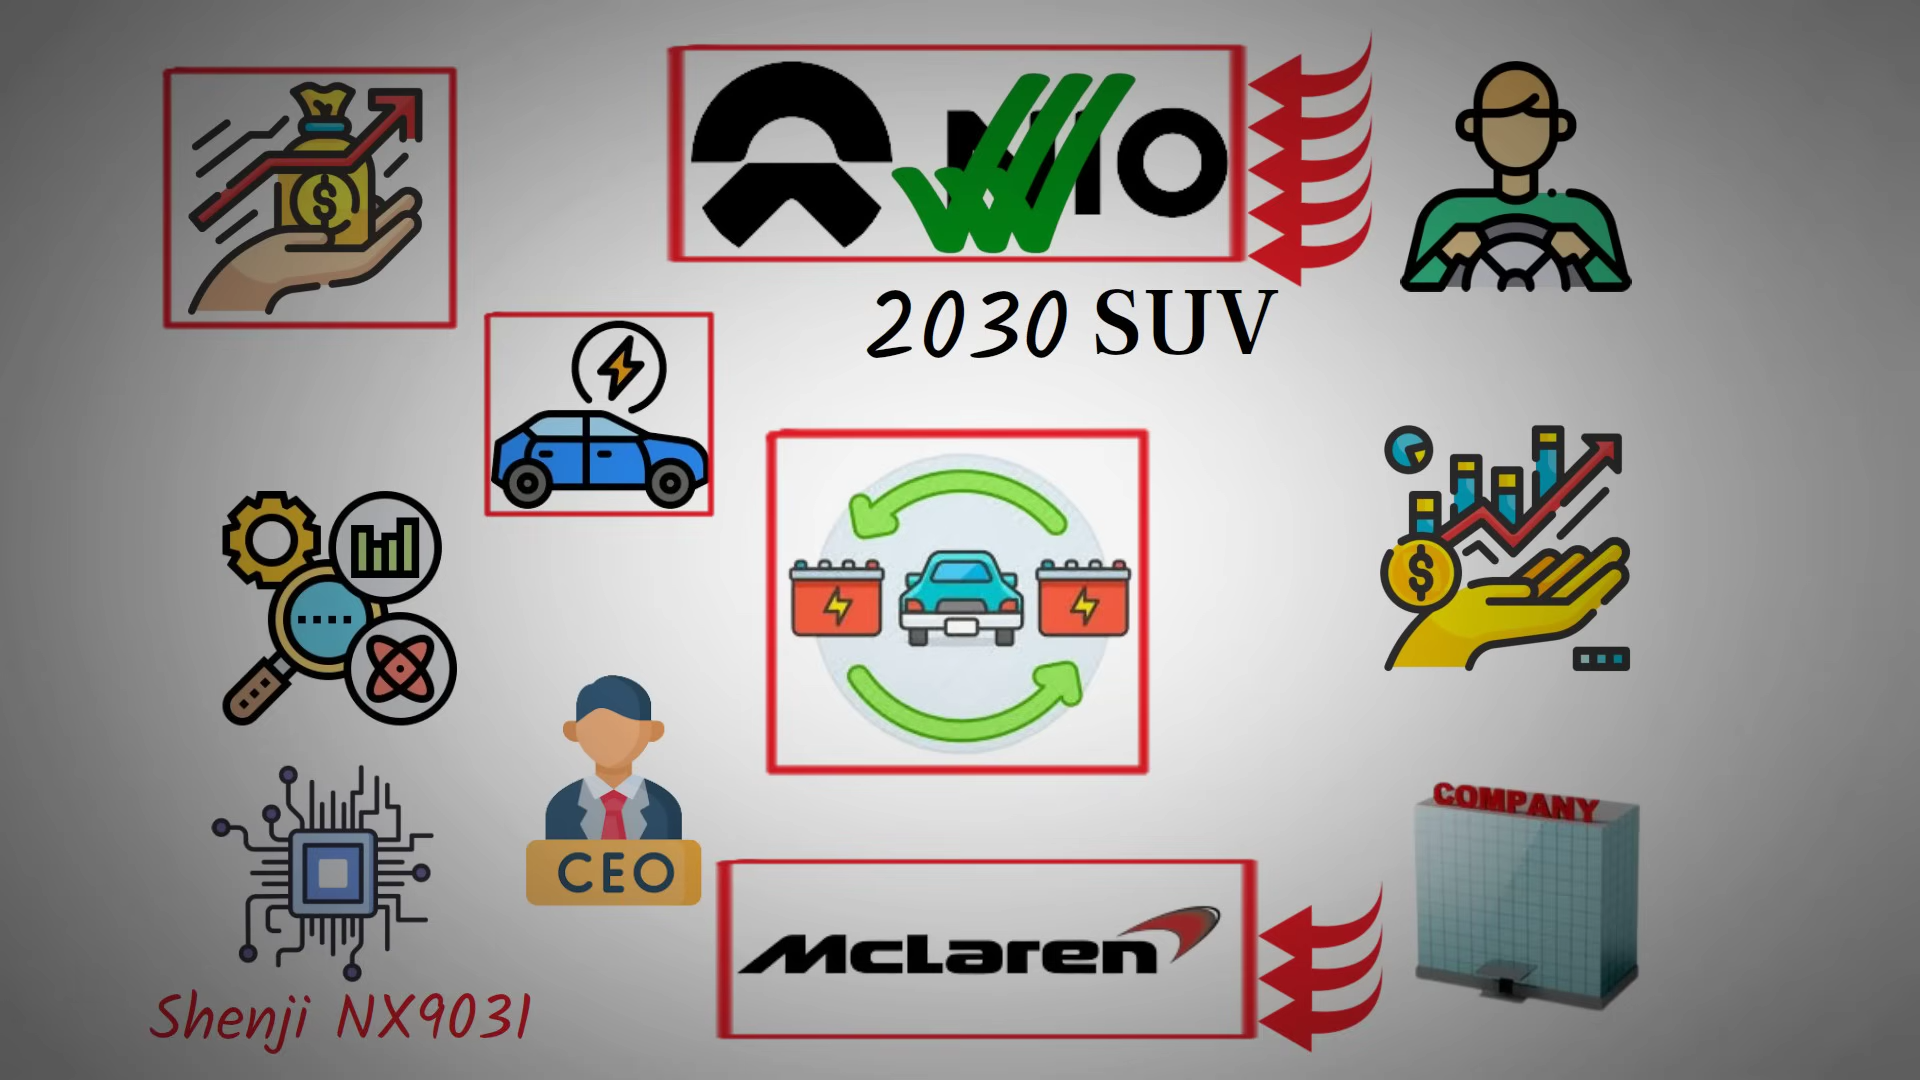 NIO
2030 SUV
CEO
COMPANY
McLaren
Shenji NX9031